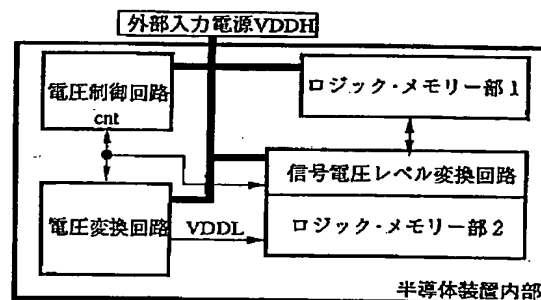 外部入力電源VDDH
電圧制御回路
cnt
ロジック・メモリー部1
信号電圧レベル変換回路
電圧変換回路
VDDL
ロジック・メモリー部2
半導体装置内部